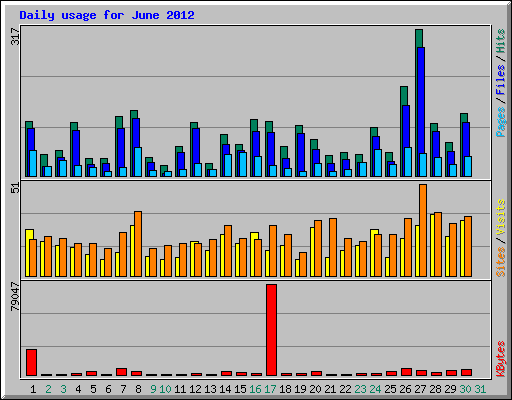 Daily usage for June 2012
317
Pages / Files / Hits
51
Sites / Visits
79047
KBytes
1 2 3 4 5 6 7 8 9 10 11 12 13 14 15 16 17 18 19 20 21 22 23 24 25 26 27 28 29 30 31